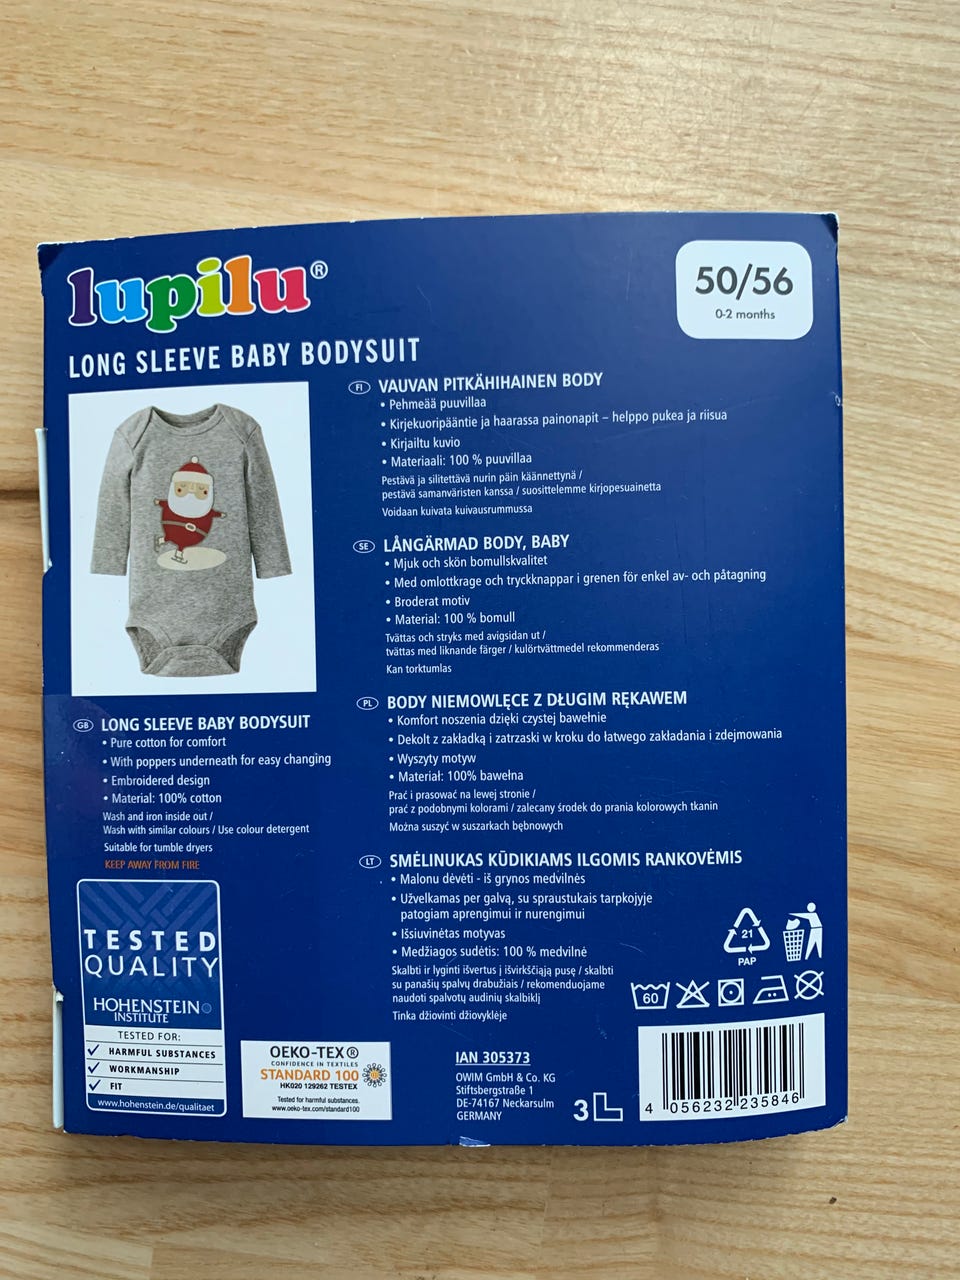 lupilu®
50/56
0-2 months
LONG SLEEVE BABY BODYSUIT
FI VAUVAN PITKÄHIHAINEN BODY
• Pehmeää puuvillaa
• Kirjekuoripääntie ja haarassa painonapit – helppo pukea ja riisua
• Kirjailtu kuvio
• Materiaali: 100 % puuvillaa
Pestävä ja silitettävä nurin päin käännettynä /
pestävä samanväristen kanssa / suosittelemme kirjopesuainetta
Voidaan kuivata kuivausrummussa
SE LÅNGÄRMAD BODY, BABY
• Mjuk och skön bomullskvalitet
• Med omlottkrage och tryckknappar i grenen för enkel av- och påtagning
• Broderat motiv
• Material: 100 % bomull
Tvättas och stryks med avigsidan ut /
tvättas med liknande färger / kulörtvättmedel rekommenderas
Kan torktumlas
PL BODY NIEMOWLĘCE Z DŁUGIM RĘKAWEM
• Komfort noszenia dzięki czystej bawełnie
• Dekolt z zakładką i zatrzaski w kroku do łatwego zakładania i zdejmowania
• Wyszyty motyw
• Materiał: 100% bawełna
Prać i prasować na lewej stronie /
prać z podobnymi kolorami / zalecany środek do prania kolorowych tkanin
Można suszyć w suszarkach bębnowych
LT SMĖLINUKAS KŪDIKIAMS ILGOMIS RANKOVĖMIS
• Malonu dėvėti - iš grynos medvilnės
• Užvelkamas per galvą, su spraustukais tarpkojyje
patogiam aprengimui ir nurengimui
• Išsiuvinėtas motyvas
• Medžiagos sudėtis: 100 % medvilnė
Skalbti ir lyginti išvertus į išvirkščiąją pusę / skalbti
su panašių spalvų drabužiais / rekomenduojame
naudoti spalvotų audinių skalbiklį
Tinka džiovinti džiovyklėje
GB LONG SLEEVE BABY BODYSUIT
• Pure cotton for comfort
• With poppers underneath for easy changing
• Embroidered design
• Material: 100% cotton
Wash and iron inside out /
Wash with similar colours / Use colour detergent
Suitable for tumble dryers
KEEP AWAY FROM FIRE
TESTED
QUALITY
HOHENSTEIN
INSTITUTE
TESTED FOR:
HARMFUL SUBSTANCES
WORKMANSHIP
FIT
www.hohenstein.de/qualitaet
OEKO-TEX®
CONFIDENCE IN TEXTILES
STANDARD 100
HK020 129262 TESTEX
Tested for harmful substances.
www.oeko-tex.com/standard100
IAN 305373
OWIM GmbH & Co. KG
Stiftsbergstraße 1
DE-74167 Neckarsulm
GERMANY
3
21
PAP
60
4 056232 235846